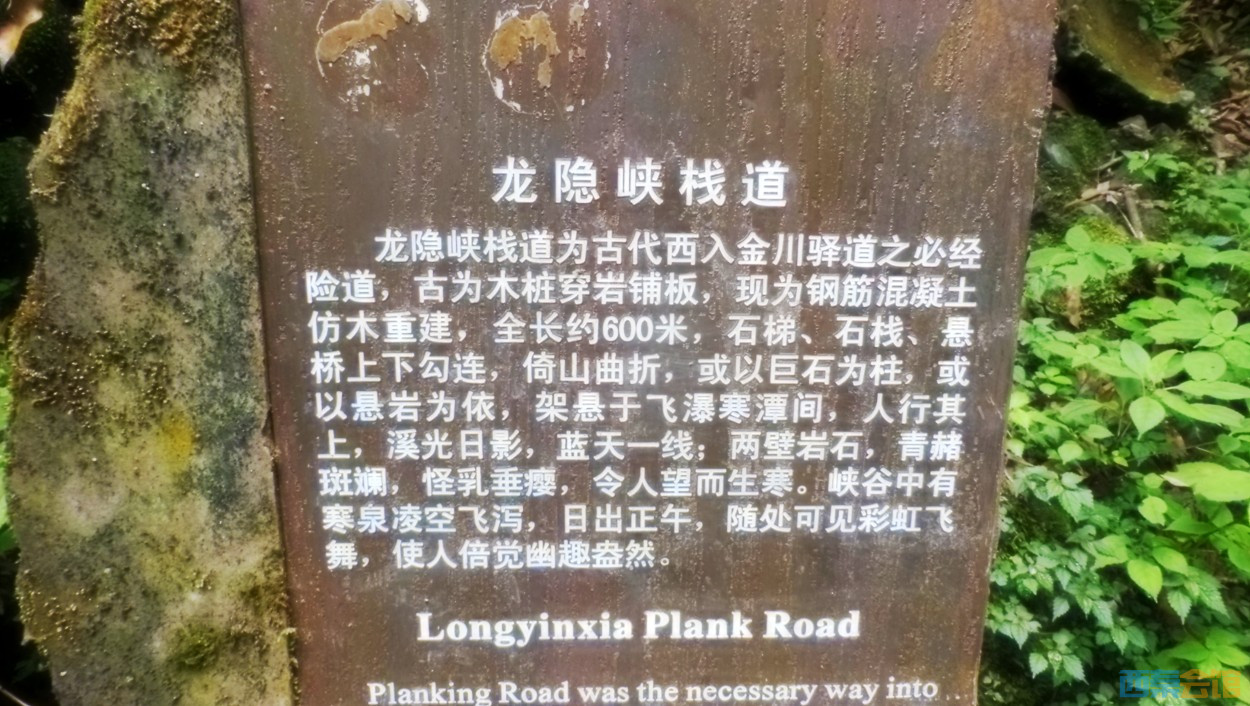 龙隐峡栈道
龙隐峡栈道为古代西入金川驿道之必经
险道，古为木桩穿岩铺板，现为钢筋混凝土
仿木重建，全长约600米，石梯、石栈、悬
桥上下勾连，倚山曲折，或以巨石为柱，或
以悬岩为依，架悬于飞瀑寒潭间，人行其
上，溪光日影，蓝天一线；两壁岩石，青赭
斑斓，怪乳垂瘿，令人望而生寒。峡谷中有
寒泉凌空飞泻，日出正午，随处可见彩虹飞
舞，使人倍觉幽趣盎然。
Longyinxia Plank Road
Planking Road was the necessary way into